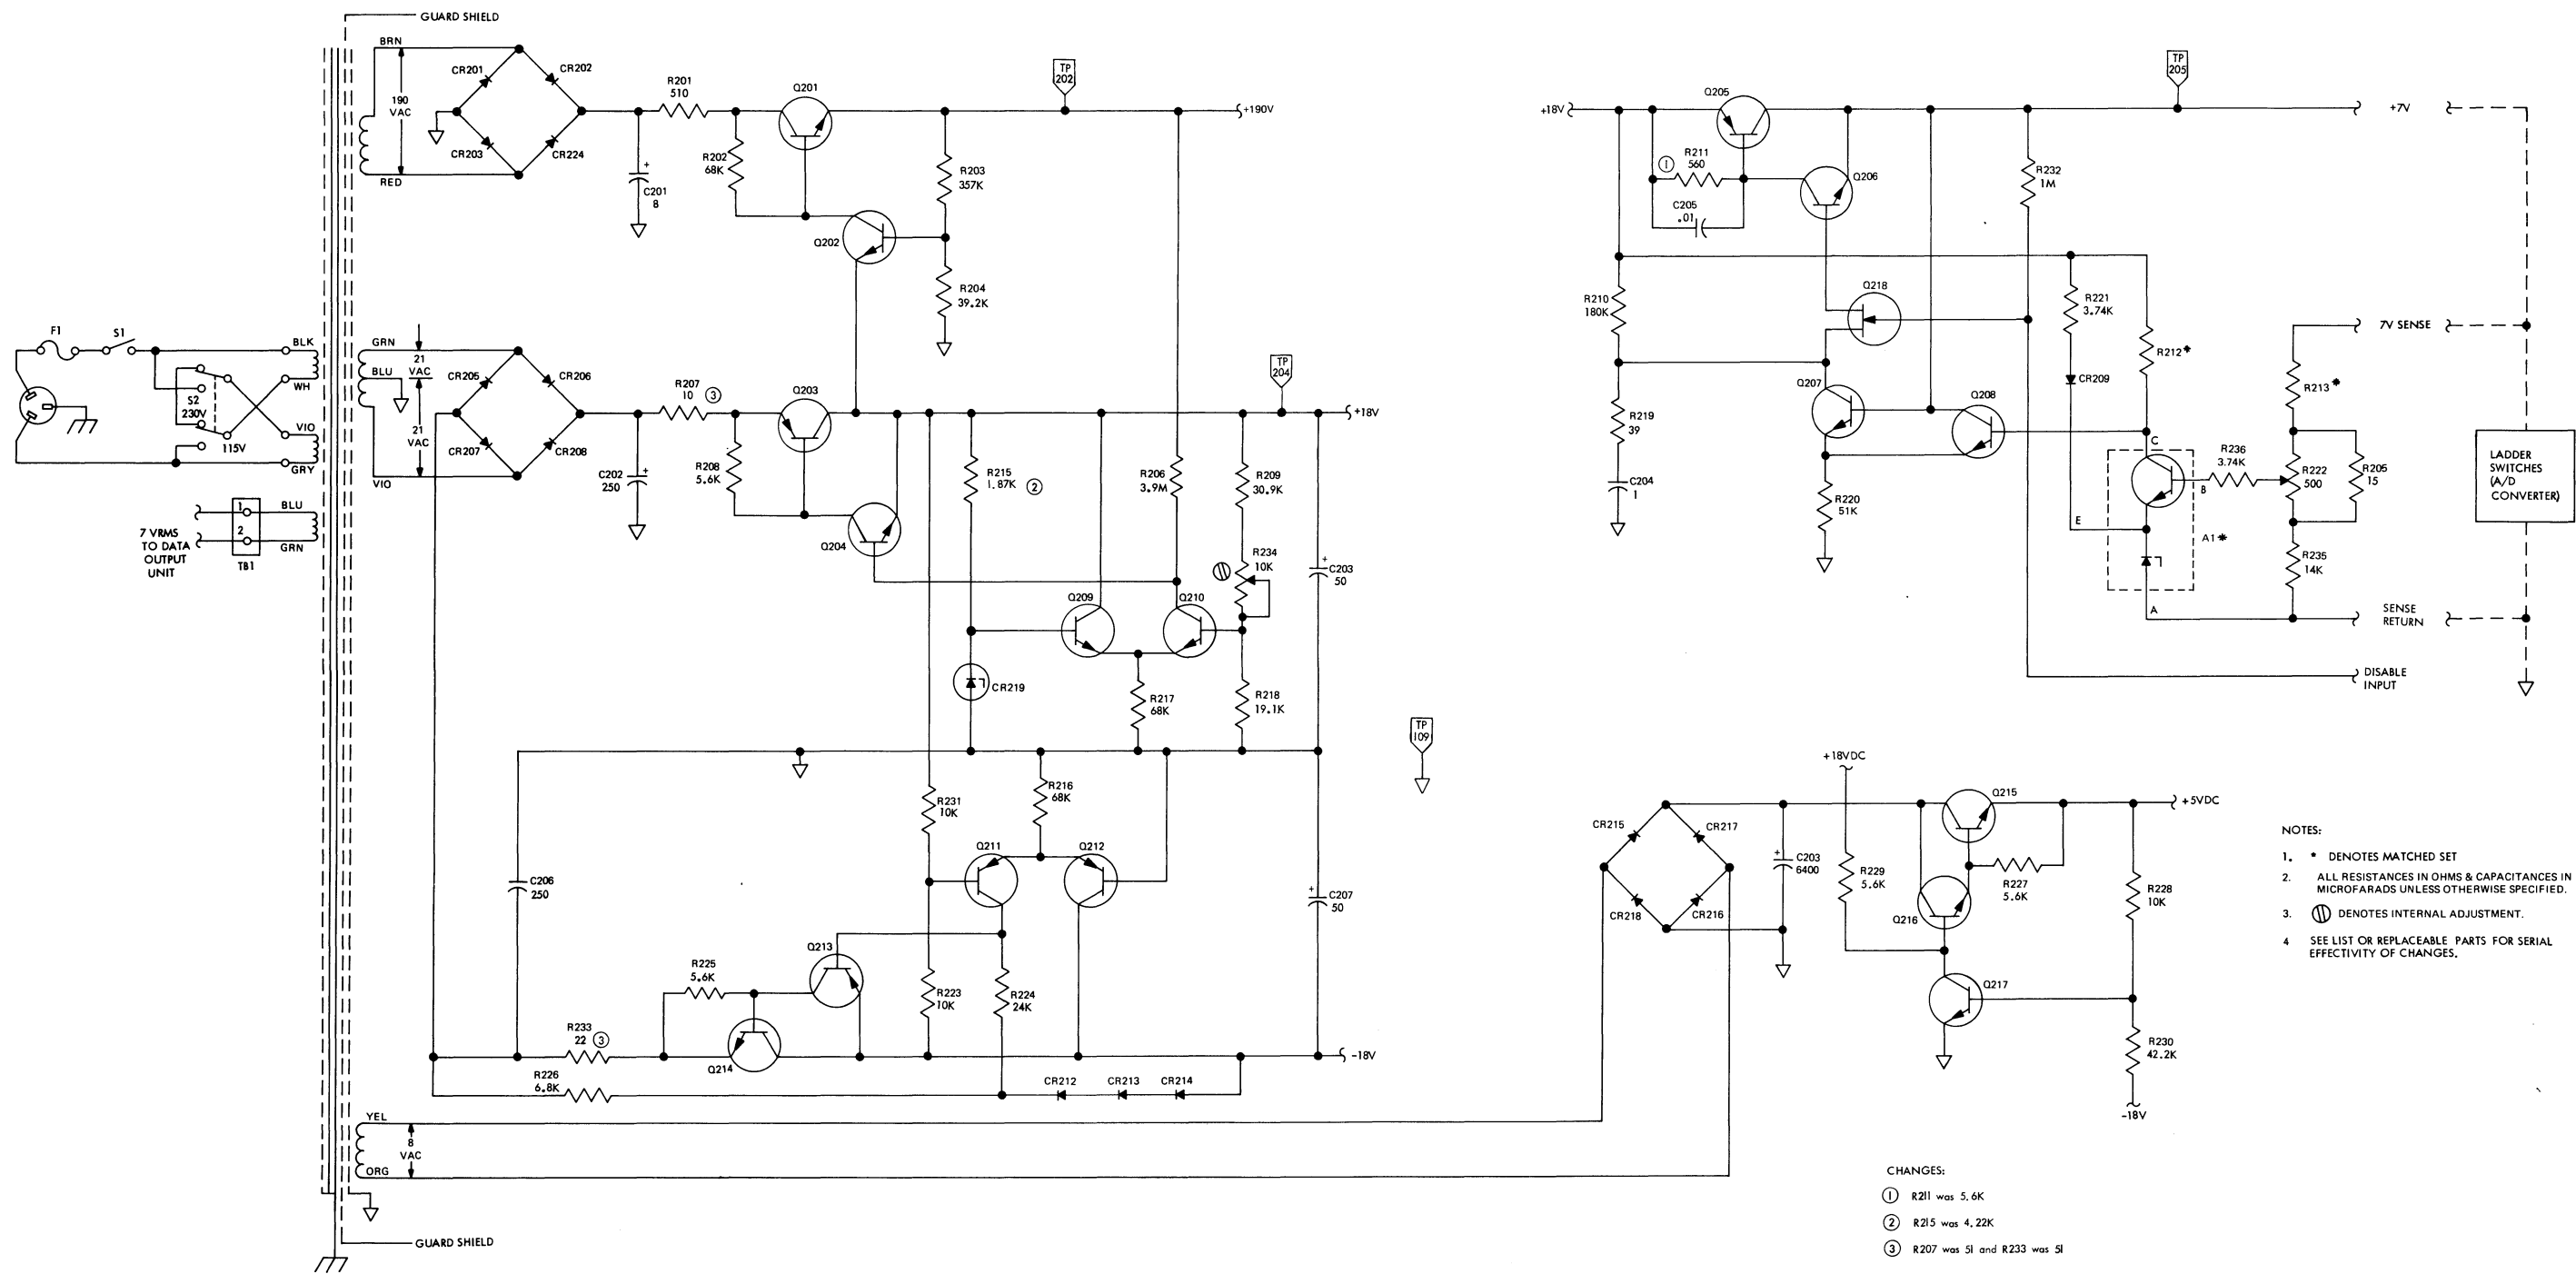 GUARD SHIELD
BRN
190
VAC
RED
CR201
CR202
CR203
CR224
R201
510
C201
8
R202
68K
Q201
Q202
R203
357K
R204
39.2K
TP
202
+190V
F1
S1
S2
230V
115V
BLK
WH
VIO
GRY
7 VRMS
TO DATA
OUTPUT
UNIT
1
2
TB1
BLU
GRN
GRN
21
VAC
BLU
21
VAC
VIO
CR205
CR206
CR207
CR208
R207
10
3
C202
250
R208
5.6K
Q203
Q204
R215
1.87K
2
R206
3.9M
R209
30.9K
R234
10K
TP
204
+18V
C203
50
Q209
Q210
CR219
R217
68K
R218
19.1K
TP
109
R216
68K
R231
10K
Q211
Q212
C206
250
C207
50
Q213
R225
5.6K
R223
10K
R224
24K
R233
22
3
Q214
-18V
R226
6.8K
CR212
CR213
CR214
YEL
8
VAC
ORG
GUARD SHIELD
+18V
Q205
1
R211
560
C205
.01
Q206
R232
1M
TP
205
+7V
R210
180K
Q218
R221
3.74K
R212*
CR209
7V SENSE
R213*
Q207
Q208
R219
39
C204
1
R220
51K
C
B
E
A
A1*
R236
3.74K
R222
500
R205
15
R235
14K
SENSE
RETURN
DISABLE
INPUT
LADDER
SWITCHES
(A/D
CONVERTER)
+18VDC
CR215
CR217
CR218
CR216
C203
6400
R229
5.6K
Q215
Q216
R227
5.6K
Q217
R228
10K
R230
42.2K
+5VDC
-18V
NOTES:
1. * DENOTES MATCHED SET
2. ALL RESISTANCES IN OHMS & CAPACITANCES IN
MICROFARADS UNLESS OTHERWISE SPECIFIED.
3. DENOTES INTERNAL ADJUSTMENT.
4 SEE LIST OR REPLACEABLE PARTS FOR SERIAL
EFFECTIVITY OF CHANGES.
CHANGES:
1 R211 was 5.6K
2 R215 was 4.22K
3 R207 was 51 and R233 was 51